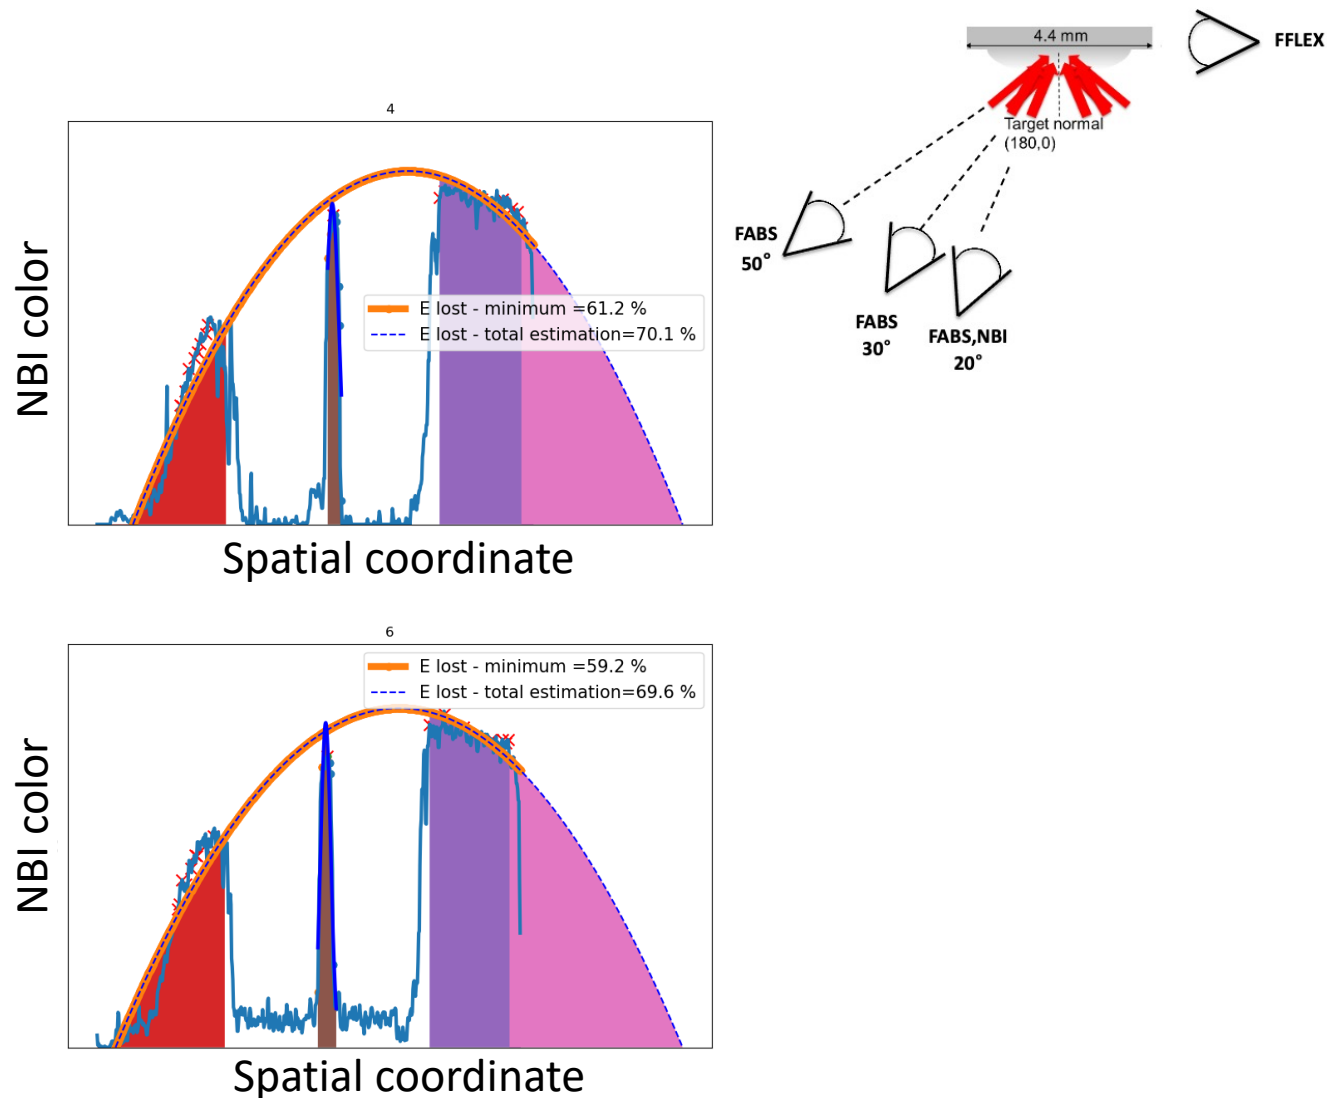 4
NBI color
E lost - minimum =61.2 %
E lost - total estimation=70.1 %
Spatial coordinate
4.4 mm
FFLEX
Target normal
(180,0)
FABS
50°
FABS
30°
FABS,NBI
20°
6
NBI color
E lost - minimum =59.2 %
E lost - total estimation=69.6 %
Spatial coordinate